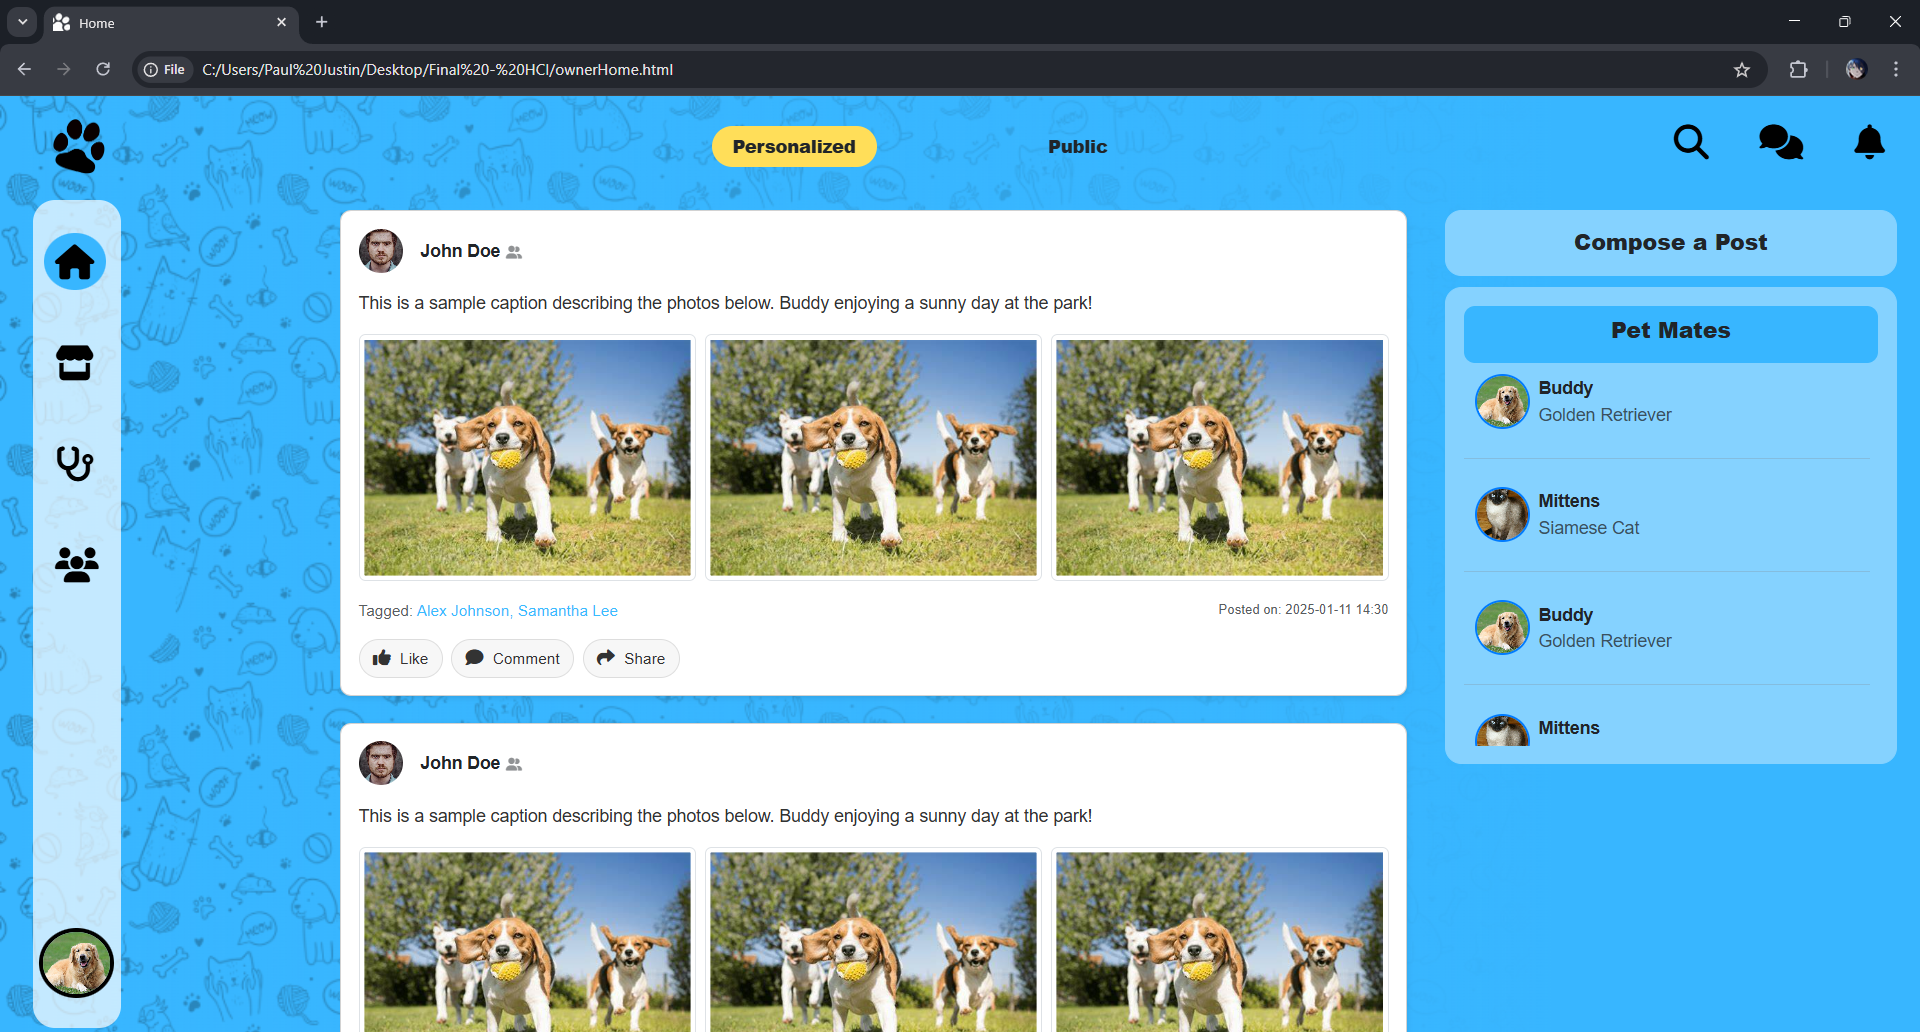 Home
File
C:/Users/Paul%20Justin/Desktop/Final%20-%20HCI/ownerHome.html
Personalized
Public
John Doe
This is a sample caption describing the photos below. Buddy enjoying a sunny day at the park!
Tagged: Alex Johnson, Samantha Lee
Posted on: 2025-01-11 14:30
Like
Comment
Share
John Doe
This is a sample caption describing the photos below. Buddy enjoying a sunny day at the park!
Compose a Post
Pet Mates
Buddy
Golden Retriever
Mittens
Siamese Cat
Buddy
Golden Retriever
Mittens